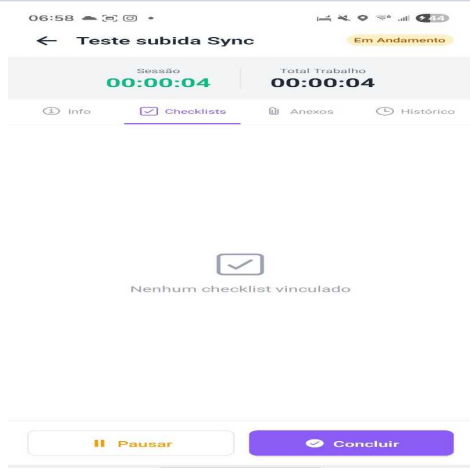 06:58
44
Teste subida Sync
Em Andamento
Sessão
Total Trabalho
00:00:04
00:00:04
Info
Checklists
Anexos
Histórico
Nenhum checklist vinculado
Pausar
Concluir